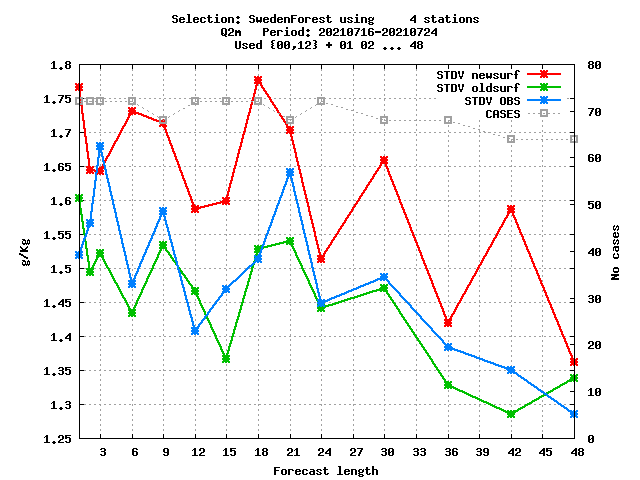 Selection: SwedenForest using     4 stations
Q2m   Period: 20210716-20210724
Used {00,12} + 01 02 ... 48
STDV newsurf
STDV oldsurf
STDV OBS
CASES
1.8
1.75
1.7
1.65
1.6
1.55
1.5
1.45
1.4
1.35
1.3
1.25
g/Kg
80
70
60
50
40
30
20
10
0
No cases
3 6 9 12 15 18 21 24 27 30 33 36 39 42 45 48
Forecast length